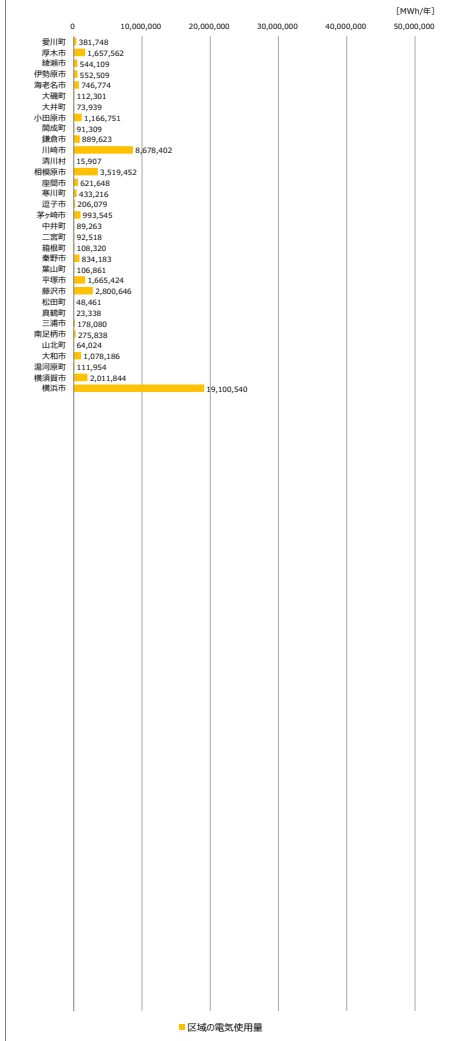 [MWh/年]
0 10,000,000 20,000,000 30,000,000 40,000,000 50,000,000
愛川町 381,748
厚木市 1,657,562
綾瀬市 544,109
伊勢原市 552,509
海老名市 746,774
大磯町 112,301
大井町 73,939
小田原市 1,166,751
開成町 91,309
鎌倉市 889,623
川崎市 8,678,402
清川村 15,907
相模原市 3,519,452
座間市 621,648
寒川町 433,216
逗子市 206,079
茅ヶ崎市 993,545
中井町 89,263
二宮町 92,518
箱根町 108,320
秦野市 834,183
葉山町 106,861
平塚市 1,665,424
藤沢市 2,800,646
松田町 48,461
真鶴町 23,338
三浦市 178,080
南足柄市 275,838
山北町 64,024
大和市 1,078,186
湯河原町 111,954
横須賀市 2,011,844
横浜市 19,100,540
区域の電気使用量